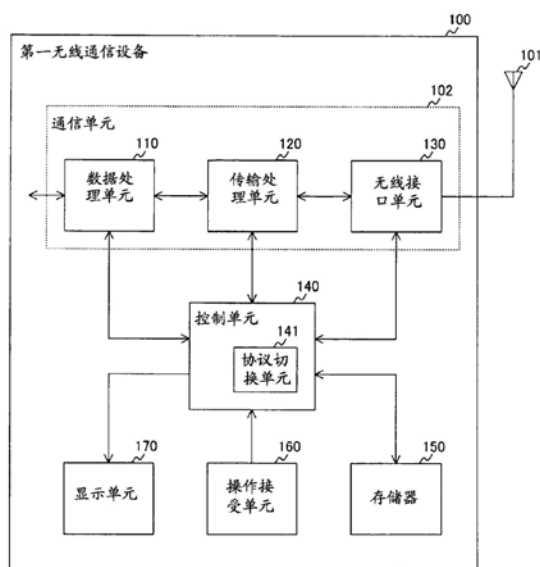 100
第一无线通信设备
101
102
通信单元
110
120
130
数据处
理单元
传输处
理单元
无线接
口单元
140
控制单元
141
协议切
换单元
170
160
150
显示单元
操作接
受单元
存储器